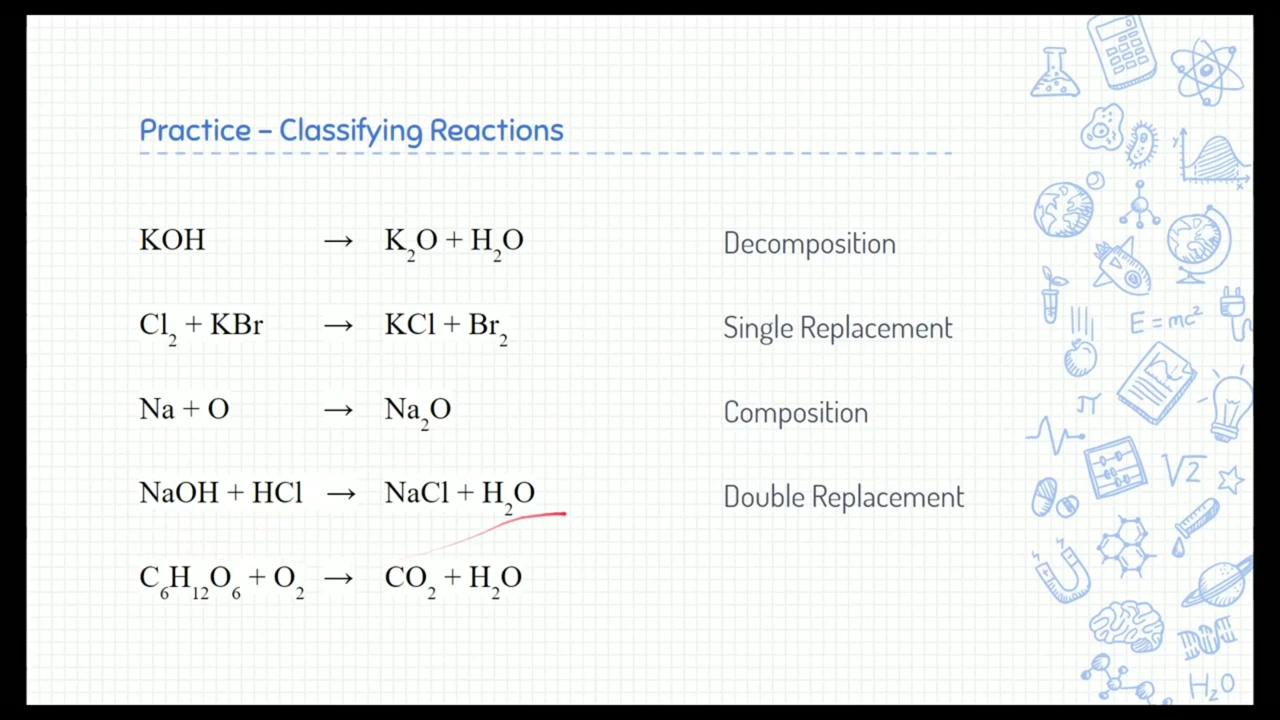 Practice – Classifying Reactions
KOH → K₂O + H₂O Decomposition
Cl₂ + KBr → KCl + Br₂ Single Replacement
Na + O → Na₂O Composition
NaOH + HCl → NaCl + H₂O Double Replacement
C₆H₁₂O₆ + O₂ → CO₂ + H₂O
y
x
E = mc²
π
√2
H₂O